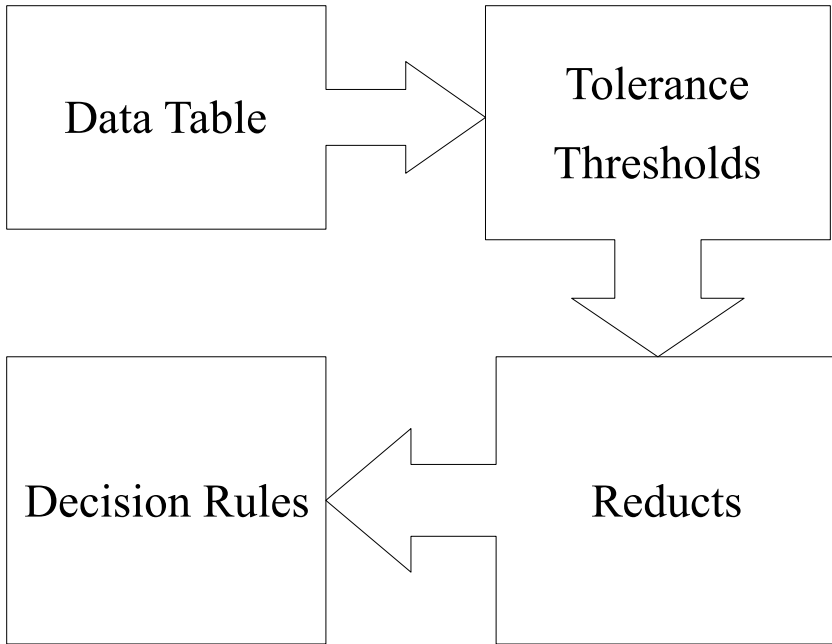 Data Table
Tolerance
Thresholds
Decision Rules
Reducts